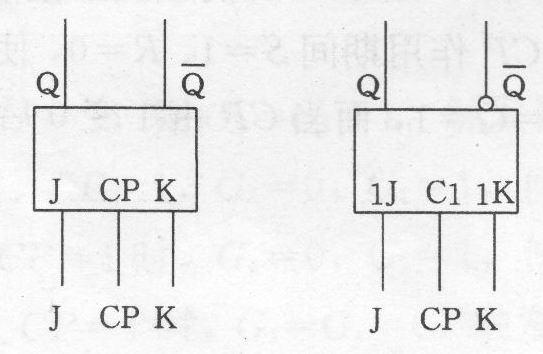 Q Q̅ Q Q̅
J CP K 1J C1 1K
J CP K J CP K